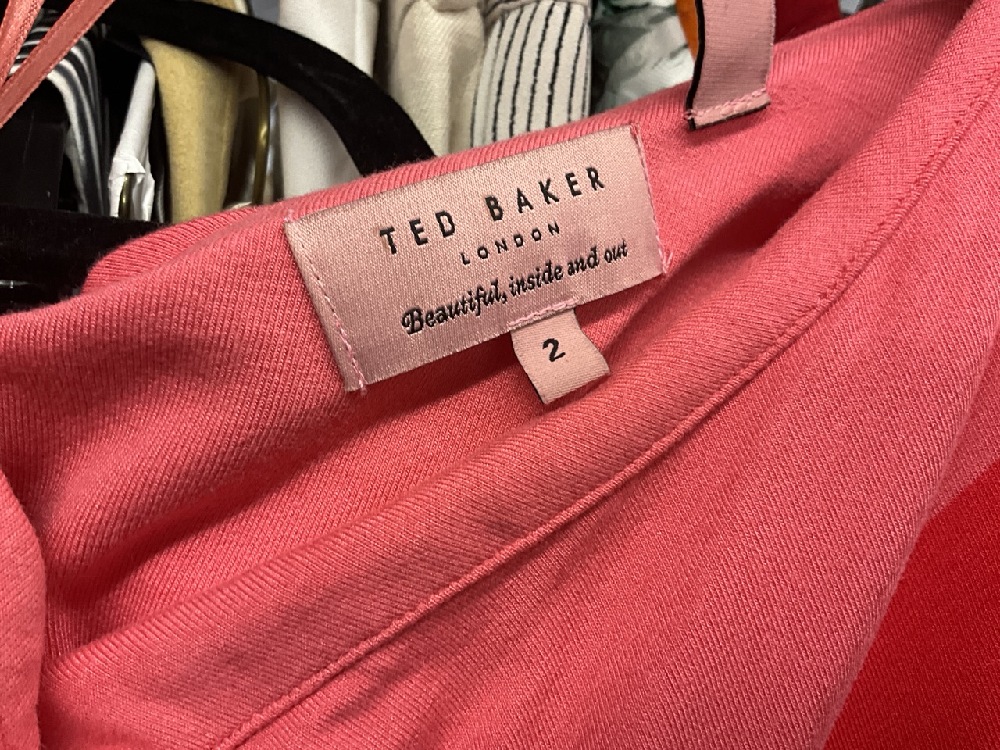 TED BAKER
LONDON
Beautiful, inside and out
2